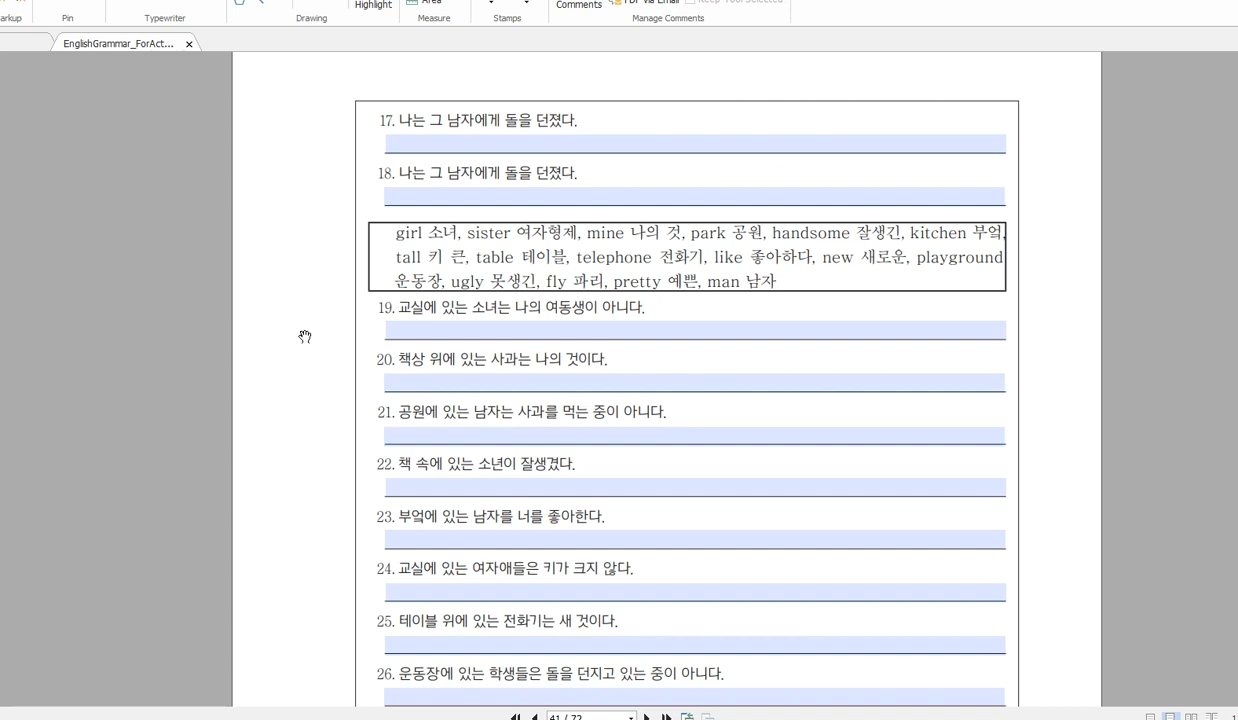 arkup
Pin
Typewriter
Drawing
Highlight
Area
Measure
Stamps
Comments
PDF via Email
Keep Tool Selected
Manage Comments
EnglishGrammar_ForAct... ×
17. 나는 그 남자에게 돌을 던졌다.
18. 나는 그 남자에게 돌을 던졌다.
girl 소녀, sister 여자형제, mine 나의 것, park 공원, handsome 잘생긴, kitchen 부엌,
tall 키 큰, table 테이블, telephone 전화기, like 좋아하다, new 새로운, playground
운동장, ugly 못생긴, fly 파리, pretty 예쁜, man 남자
19. 교실에 있는 소녀는 나의 여동생이 아니다.
20. 책상 위에 있는 사과는 나의 것이다.
21. 공원에 있는 남자는 사과를 먹는 중이 아니다.
22. 책 속에 있는 소년이 잘생겼다.
23. 부엌에 있는 남자를 너를 좋아한다.
24. 교실에 있는 여자애들은 키가 크지 않다.
25. 테이블 위에 있는 전화기는 새 것이다.
26. 운동장에 있는 학생들은 돌을 던지고 있는 중이 아니다.
41 / 72